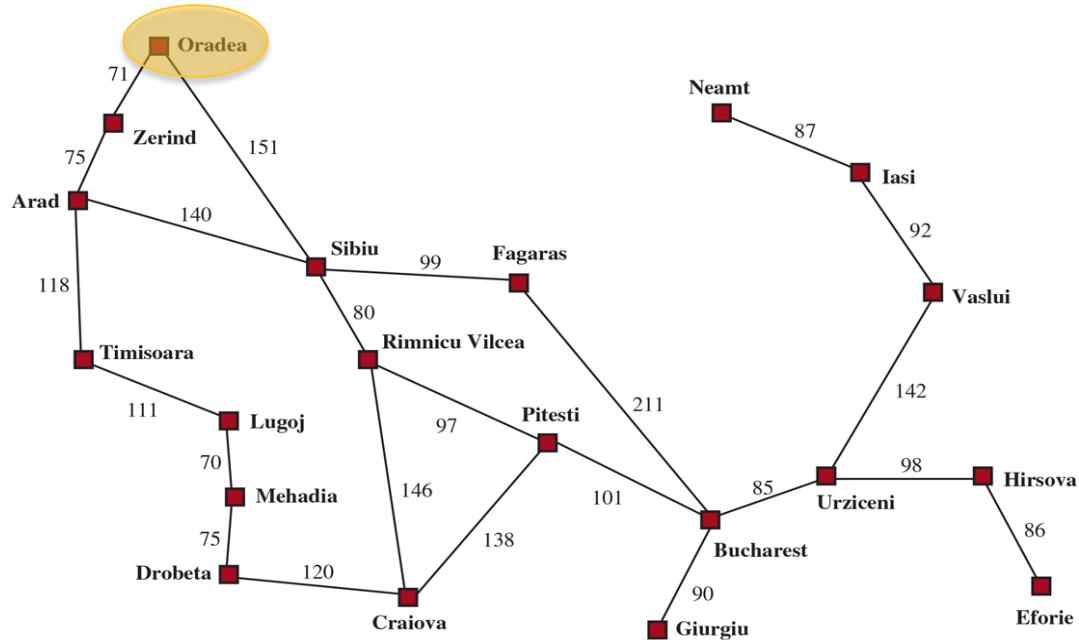 Oradea
71
Neamt
87
Zerind
151
75
Iasi
Arad
140
92
Sibiu
99
Fagaras
118
80
Vaslui
Timisoara
Rimnicu Vilcea
142
111
211
Lugoj
97
Pitesti
70
98
Mehadia
146
101
85
Urziceni
Hirsova
75
138
Bucharest
86
Drobeta
120
90
Craiova
Giurgiu
Eforie